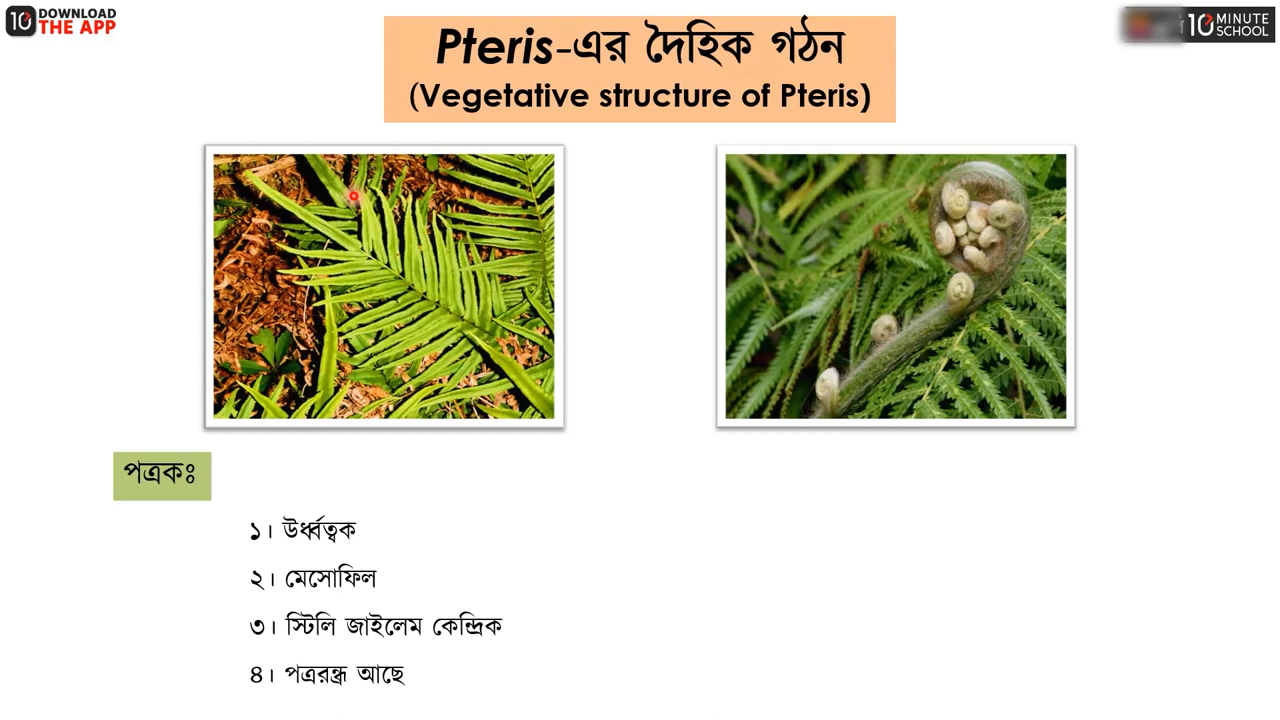 10 DOWNLOAD THE APP
10 MINUTE SCHOOL
Pteris-এর দৈহিক গঠন
(Vegetative structure of Pteris)
পত্রকঃ
১। উর্ধ্বত্বক
২। মেসোফিল
৩। স্টিলি জাইলেম কেন্দ্রিক
৪। পত্ররন্ধ্র আছে